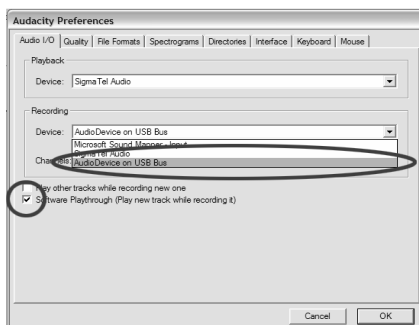 Audacity Preferences
Audio I/O Quality File Formats Spectrograms Directories Interface Keyboard Mouse
Playback
Device: SigmaTel Audio
Recording
Device: AudioDevice on USB Bus
Microsoft Sound Mapper - Input
SigmaTel Audio
Channels: AudioDevice on USB Bus
Play other tracks while recording new one
Software Playthrough (Play new track while recording it)
Cancel OK